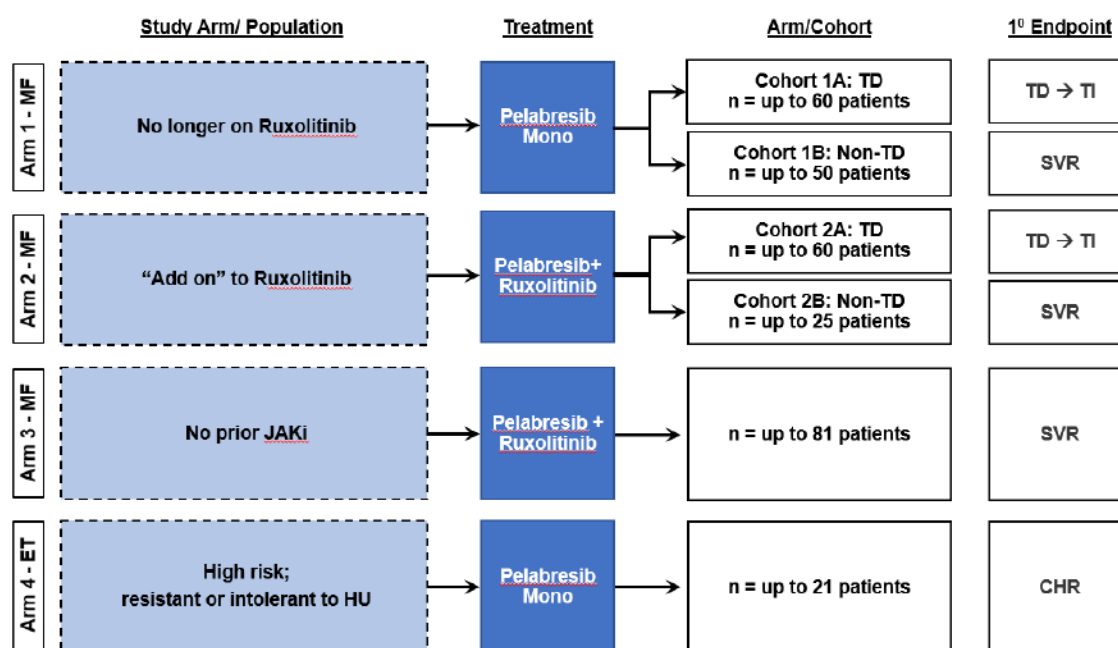 Study Arm/ Population
Treatment
Arm/Cohort
1⁰ Endpoint
Arm 1 - MF
No longer on Ruxolitinib
Pelabresib
Mono
Cohort 1A: TD
n = up to 60 patients
TD → TI
Cohort 1B: Non-TD
n = up to 50 patients
SVR
Arm 2 - MF
“Add on” to Ruxolitinib
Pelabresib+
Ruxolitinib
Cohort 2A: TD
n = up to 60 patients
TD → TI
Cohort 2B: Non-TD
n = up to 25 patients
SVR
Arm 3 - MF
No prior JAKi
Pelabresib +
Ruxolitinib
n = up to 81 patients
SVR
Arm 4 - ET
High risk;
resistant or intolerant to HU
Pelabresib
Mono
n = up to 21 patients
CHR